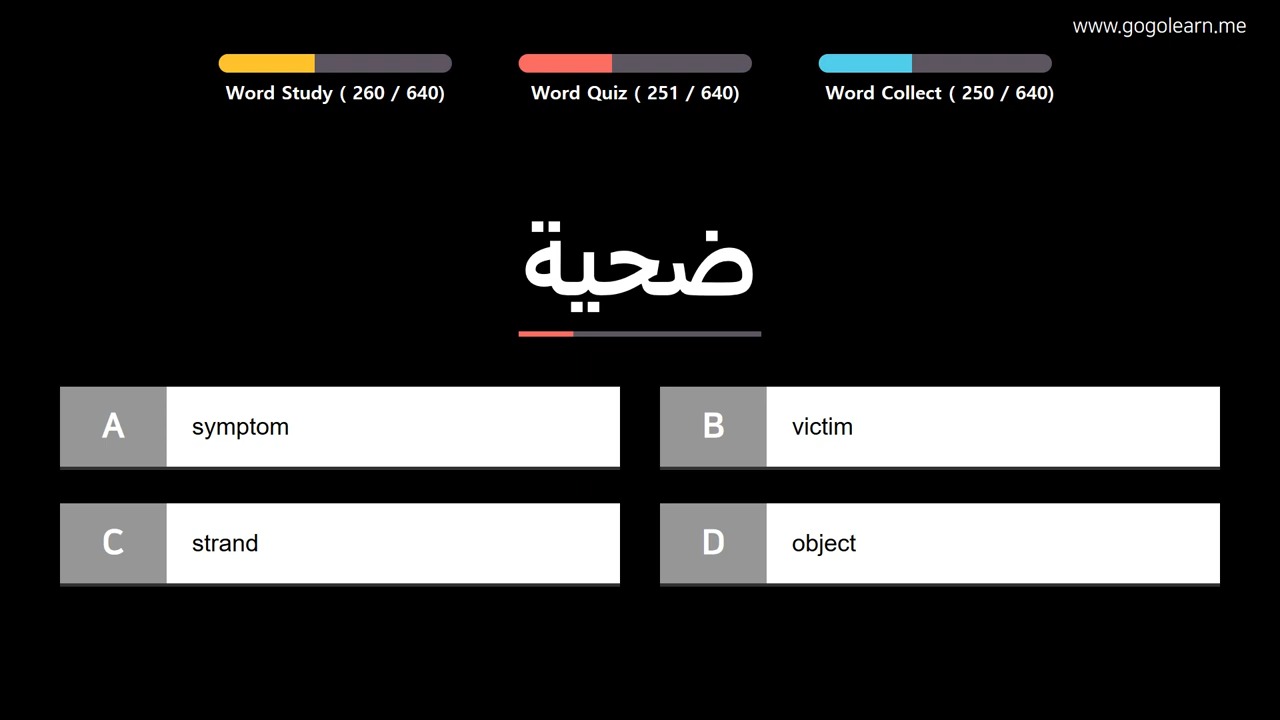 www.gogolearn.me
Word Study ( 260 / 640)
Word Quiz ( 251 / 640)
Word Collect ( 250 / 640)
ضحية
A symptom
B victim
C strand
D object